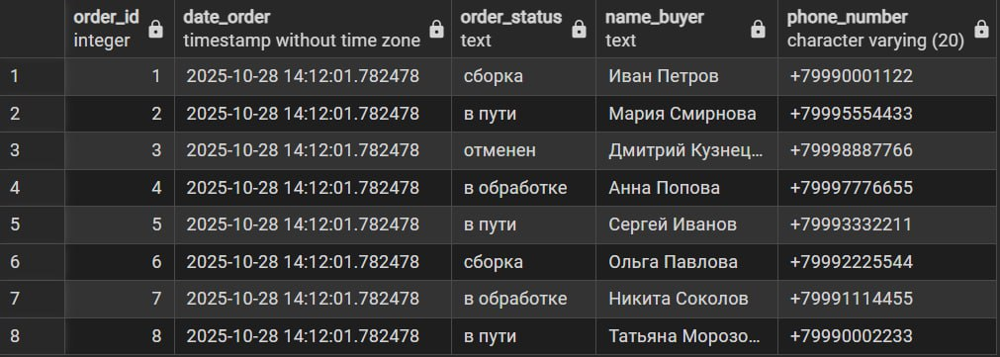 order_id date_order order_status name_buyer phone_number
integer timestamp without time zone text text character varying (20)
1 1 2025-10-28 14:12:01.782478 сборка Иван Петров +79990001122
2 2 2025-10-28 14:12:01.782478 в пути Мария Смирнова +79995554433
3 3 2025-10-28 14:12:01.782478 отменен Дмитрий Кузнец... +79998887766
4 4 2025-10-28 14:12:01.782478 в обработке Анна Попова +79997776655
5 5 2025-10-28 14:12:01.782478 в пути Сергей Иванов +79993332211
6 6 2025-10-28 14:12:01.782478 сборка Ольга Павлова +79992225544
7 7 2025-10-28 14:12:01.782478 в обработке Никита Соколов +79991114455
8 8 2025-10-28 14:12:01.782478 в пути Татьяна Морозо... +79990002233